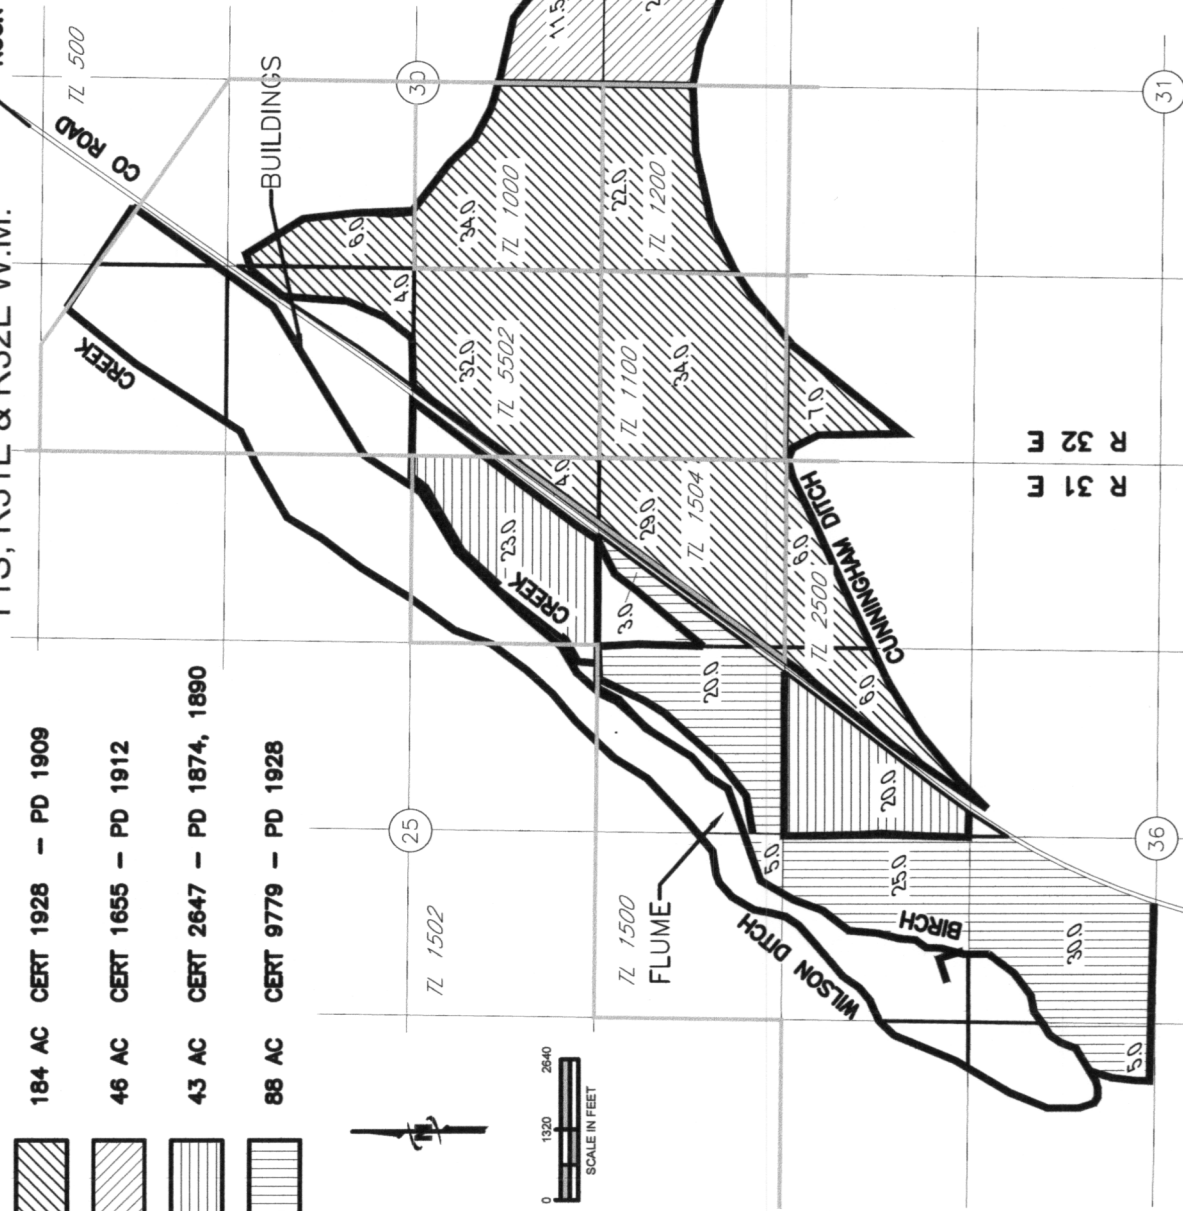 T1S, R31E & R32E W.M.
184 AC CERT 1928 – PD 1909
46 AC CERT 1655 – PD 1912
43 AC CERT 2647 – PD 1874, 1890
88 AC CERT 9779 – PD 1928
N
0 1320 2640
SCALE IN FEET
TL 500
CO ROAD
BUILDINGS
30
31
11.5
CREEK
6.0
4.0
34.0
TL 1000
22.0
TL 1200
32.0
TL 5502
TL 1100
34.0
7.0
R 32 E
R 31 E
4.0
23.0
CREEK
29.0
TL 1504
3.0
6.0
TL 2500
CUNNINGHAM DITCH
6.0
20.0
20.0
25
TL 1502
TL 1500
FLUME
5.0
25.0
WILSON DITCH
BIRCH
30.0
5.0
36